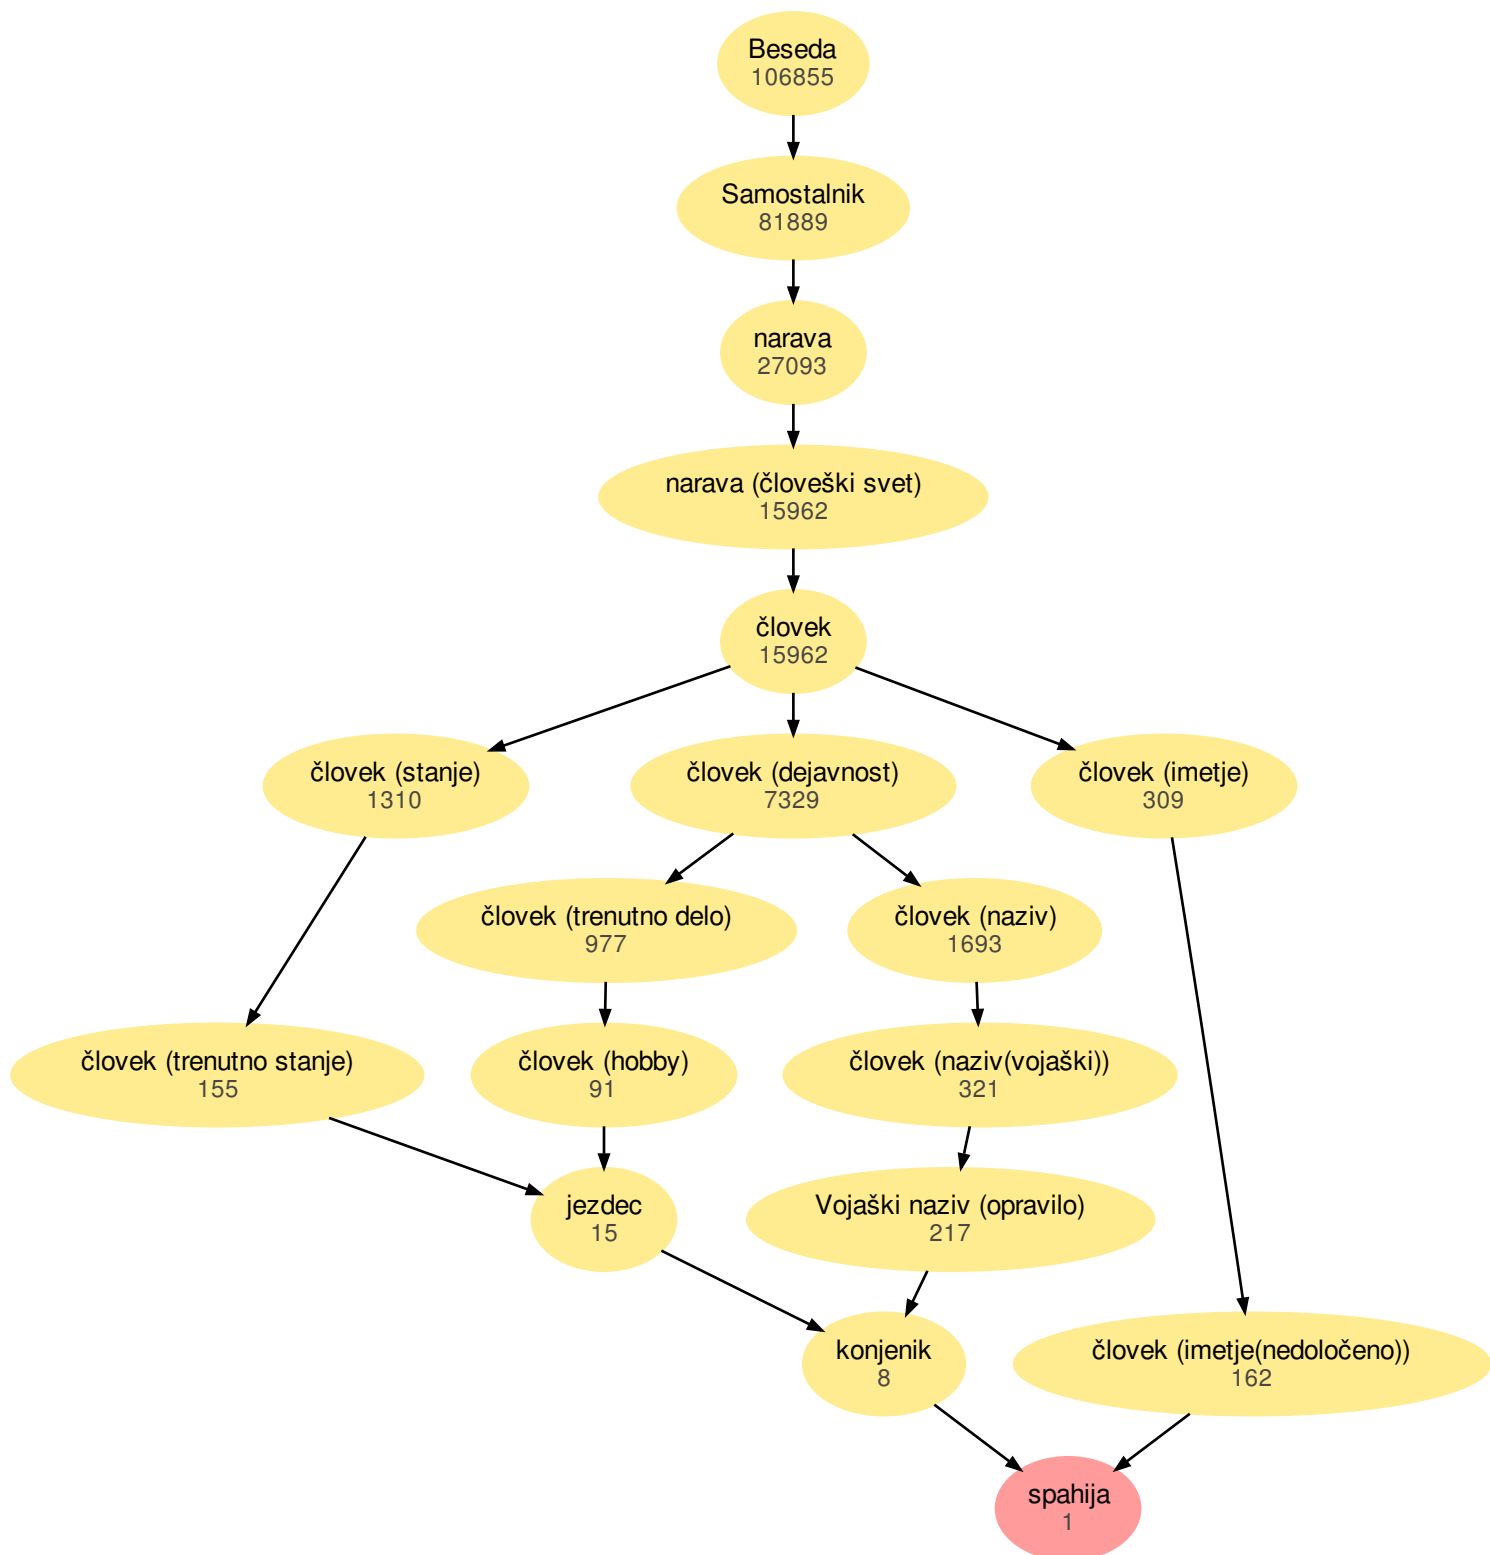 Beseda
106855
Samostalnik
81889
narava
27093
narava (človeški svet)
15962
človek
15962
človek (stanje)
1310
človek (dejavnost)
7329
človek (imetje)
309
človek (trenutno delo)
977
človek (naziv)
1693
človek (trenutno stanje)
155
človek (hobby)
91
človek (naziv(vojaški))
321
jezdec
15
Vojaški naziv (opravilo)
217
konjenik
8
človek (imetje(nedoločeno))
162
spahija
1